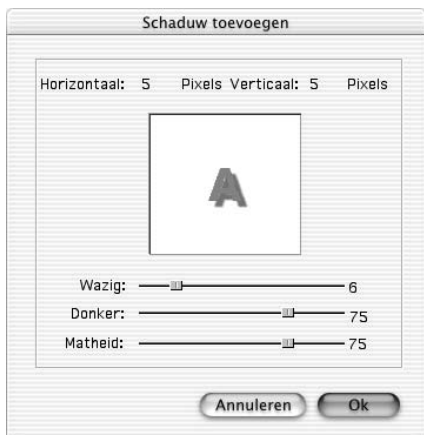 Schaduw toevoegen
Horizontaal: 5 Pixels Verticaal: 5 Pixels
A
Wazig: 6
Donker: 75
Matheid: 75
Annuleren Ok